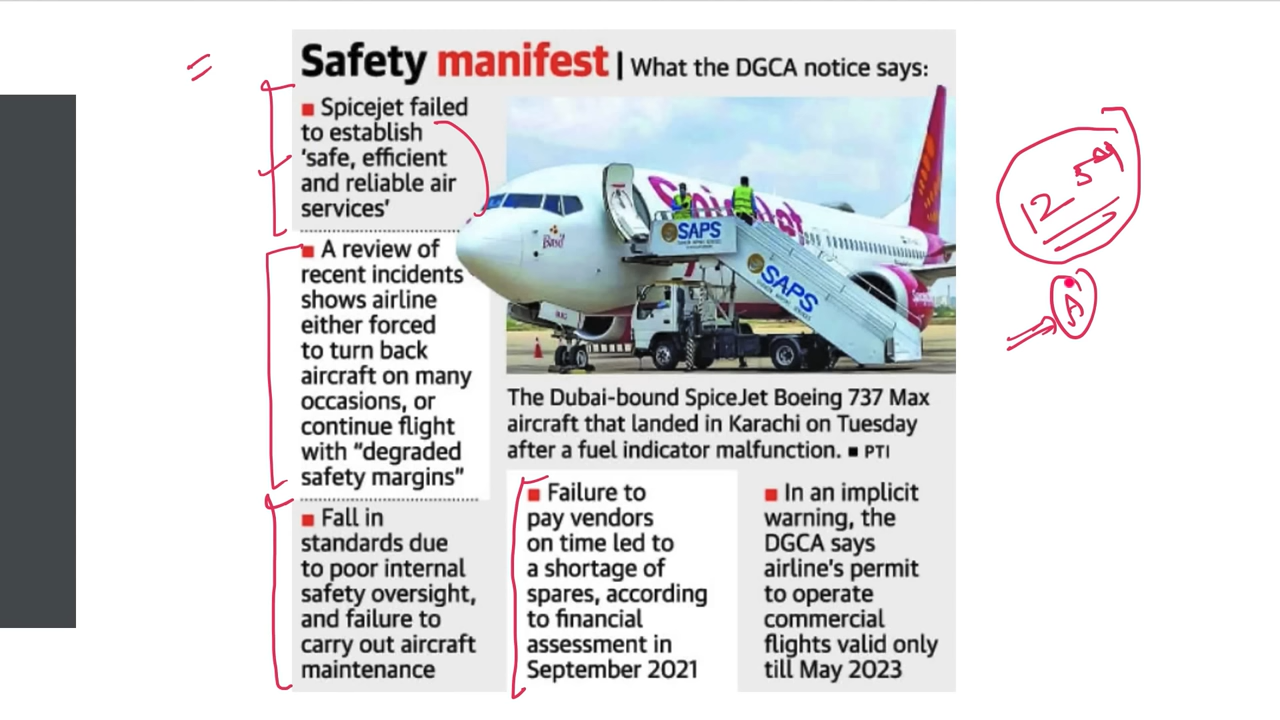 Safety manifest | What the DGCA notice says:
■ Spicejet failed
to establish
'safe, efficient
and reliable air
services'
■ A review of
recent incidents
shows airline
either forced
to turn back
aircraft on many
occasions, or
continue flight
with "degraded
safety margins"
■ Fall in
standards due
to poor internal
safety oversight,
and failure to
carry out aircraft
maintenance
SpiceJet
SAPS
SAPS
The Dubai-bound SpiceJet Boeing 737 Max
aircraft that landed in Karachi on Tuesday
after a fuel indicator malfunction. ■ PTI
■ Failure to
pay vendors
on time led to
a shortage of
spares, according
to financial
assessment in
September 2021
■ In an implicit
warning, the
DGCA says
airline's permit
to operate
commercial
flights valid only
till May 2023
12
A